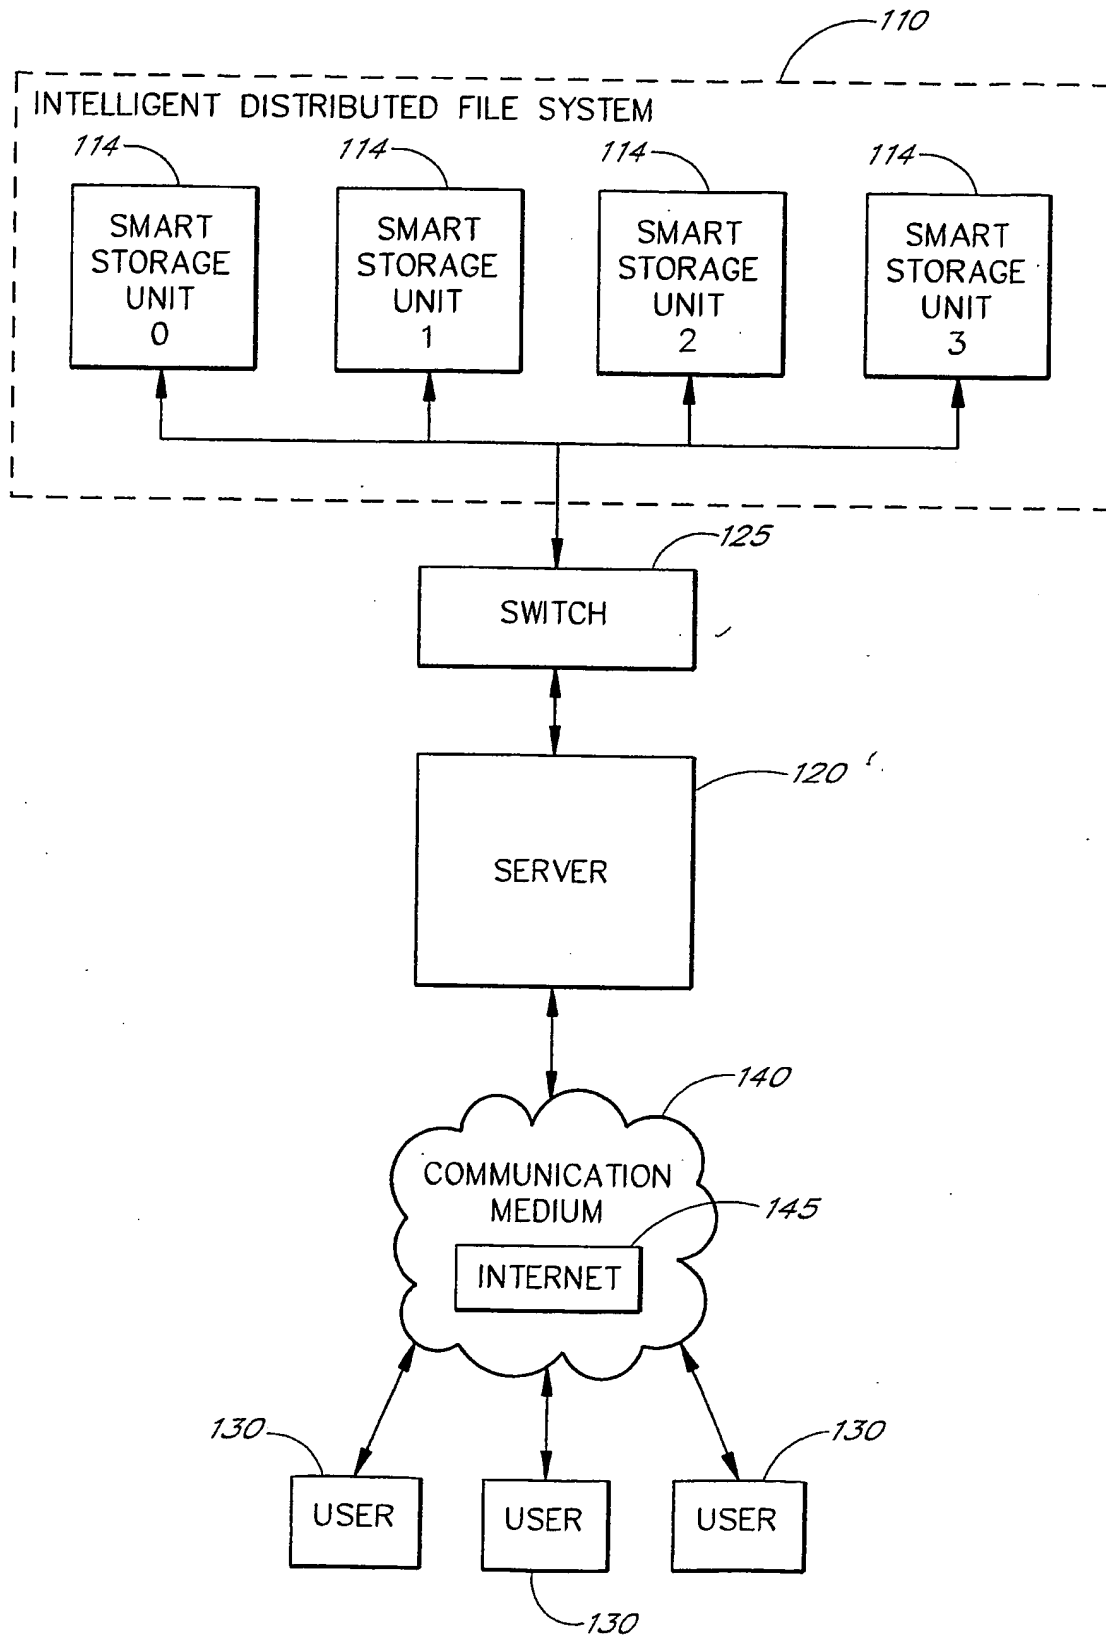 110
INTELLIGENT DISTRIBUTED FILE SYSTEM
114
114
114
114
SMART
STORAGE
UNIT
0
SMART
STORAGE
UNIT
1
SMART
STORAGE
UNIT
2
SMART
STORAGE
UNIT
3
125
SWITCH
120
SERVER
140
COMMUNICATION
MEDIUM
145
INTERNET
130
130
USER
USER
USER
130